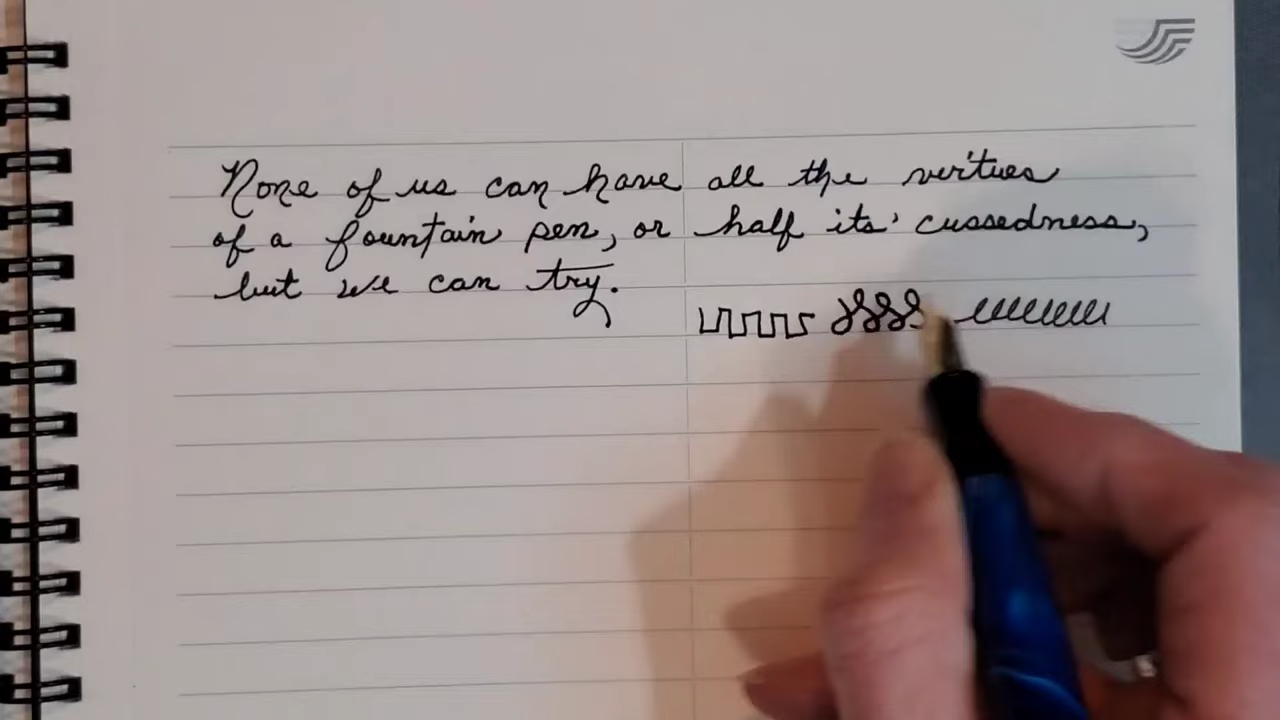 None of us can have all the virtues
of a fountain pen, or half its' cussedness,
but we can try.